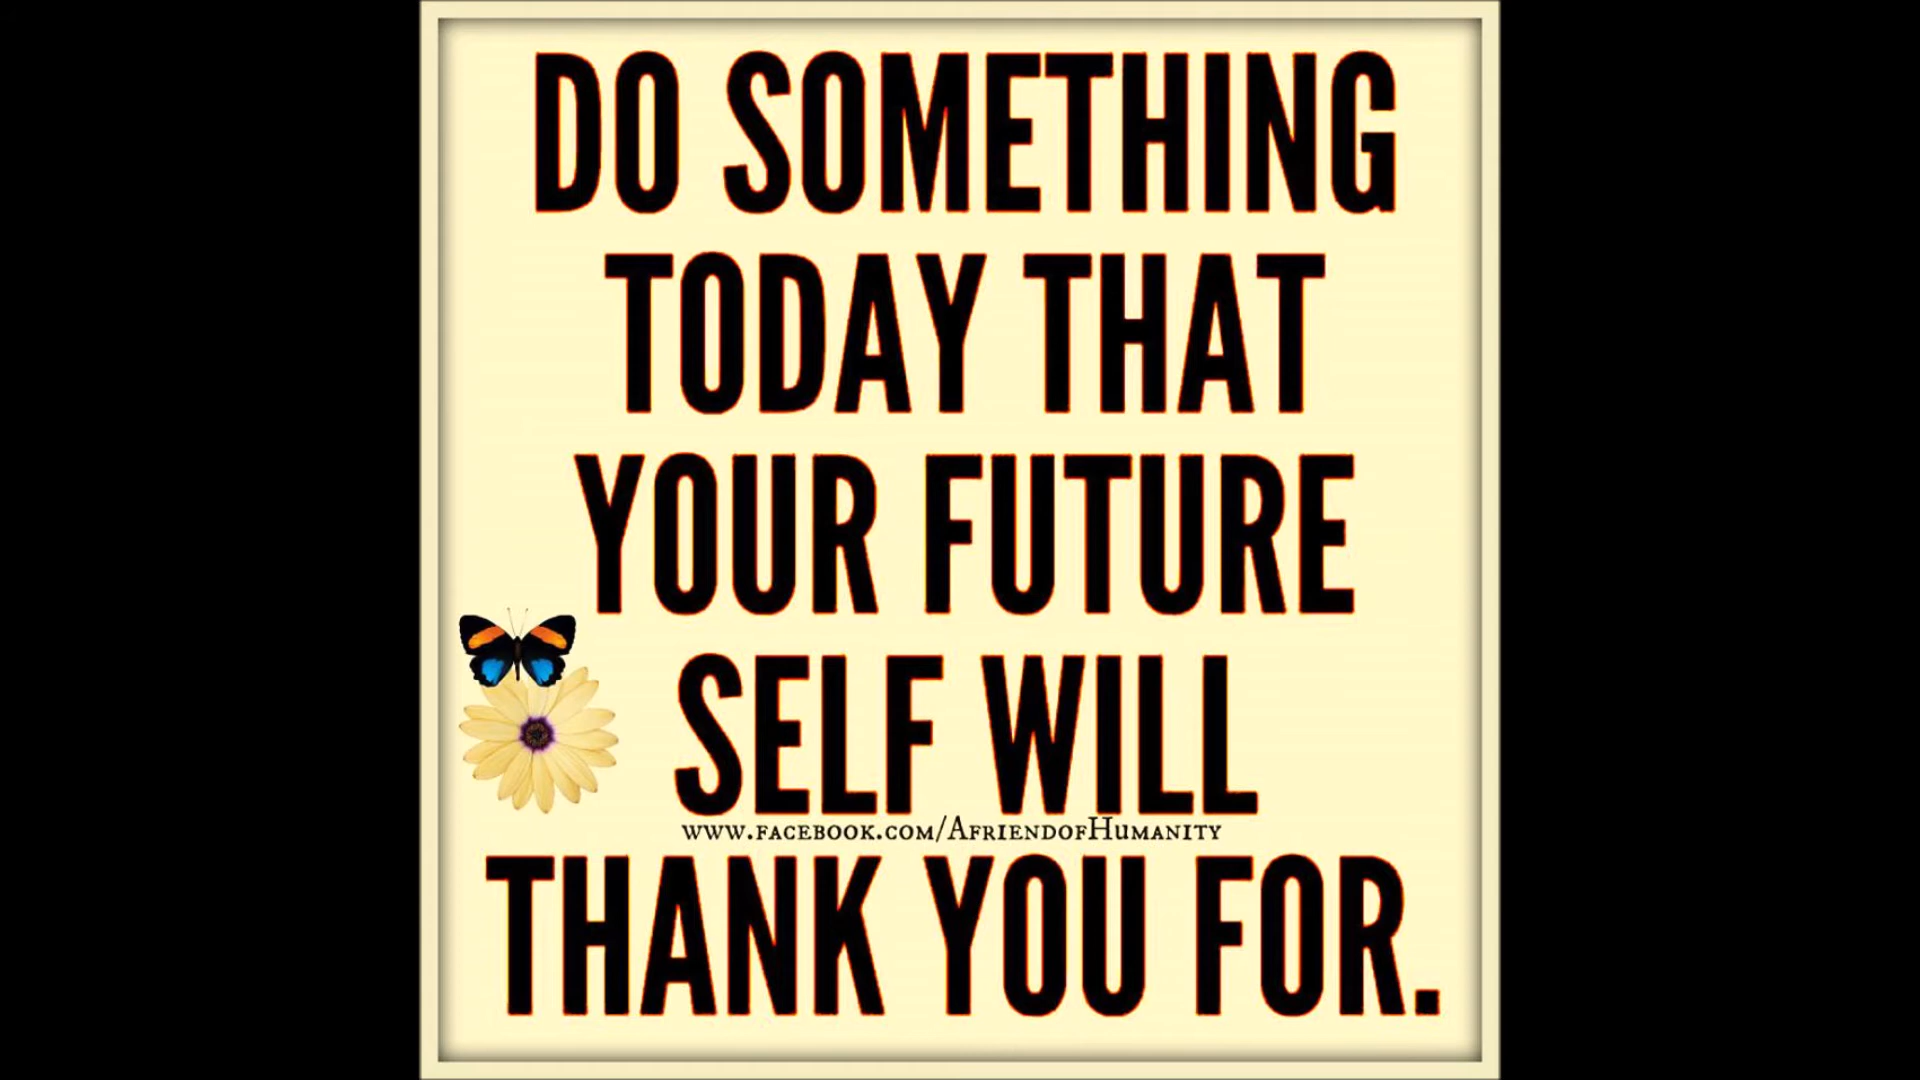 DO SOMETHING
TODAY THAT
YOUR FUTURE
SELF WILL
www.facebook.com/AfriendofHumanity
THANK YOU FOR.